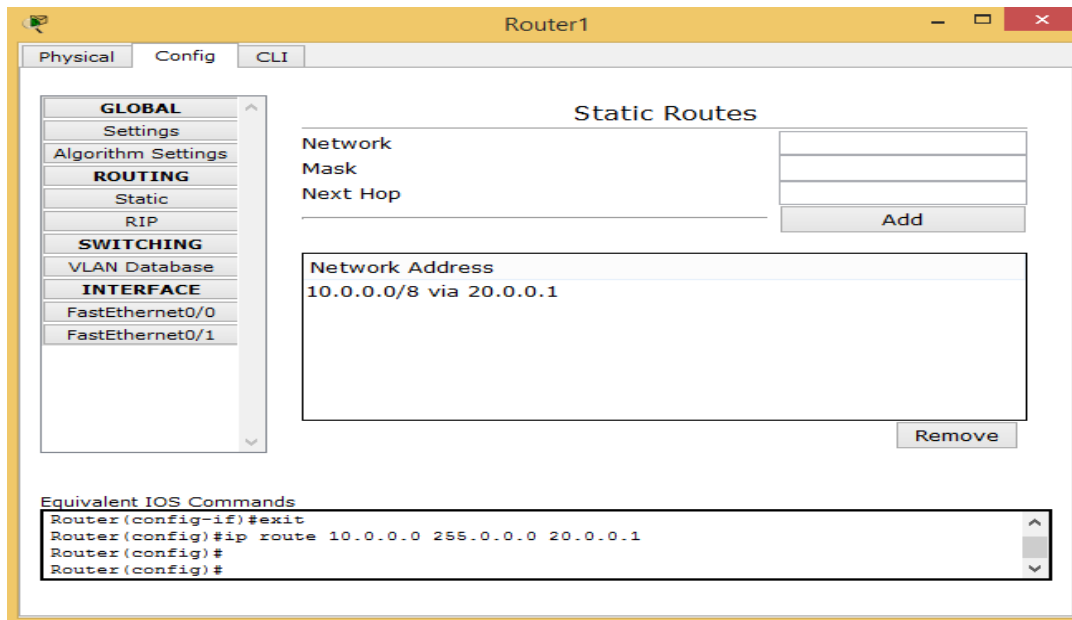 Router1
Physical Config CLI
GLOBAL
Settings
Algorithm Settings
ROUTING
Static
RIP
SWITCHING
VLAN Database
INTERFACE
FastEthernet0/0
FastEthernet0/1
Static Routes
Network
Mask
Next Hop
Add
Network Address
10.0.0.0/8 via 20.0.0.1
Remove
Equivalent IOS Commands
Router(config-if)#exit
Router(config)#ip route 10.0.0.0 255.0.0.0 20.0.0.1
Router(config)#
Router(config)#